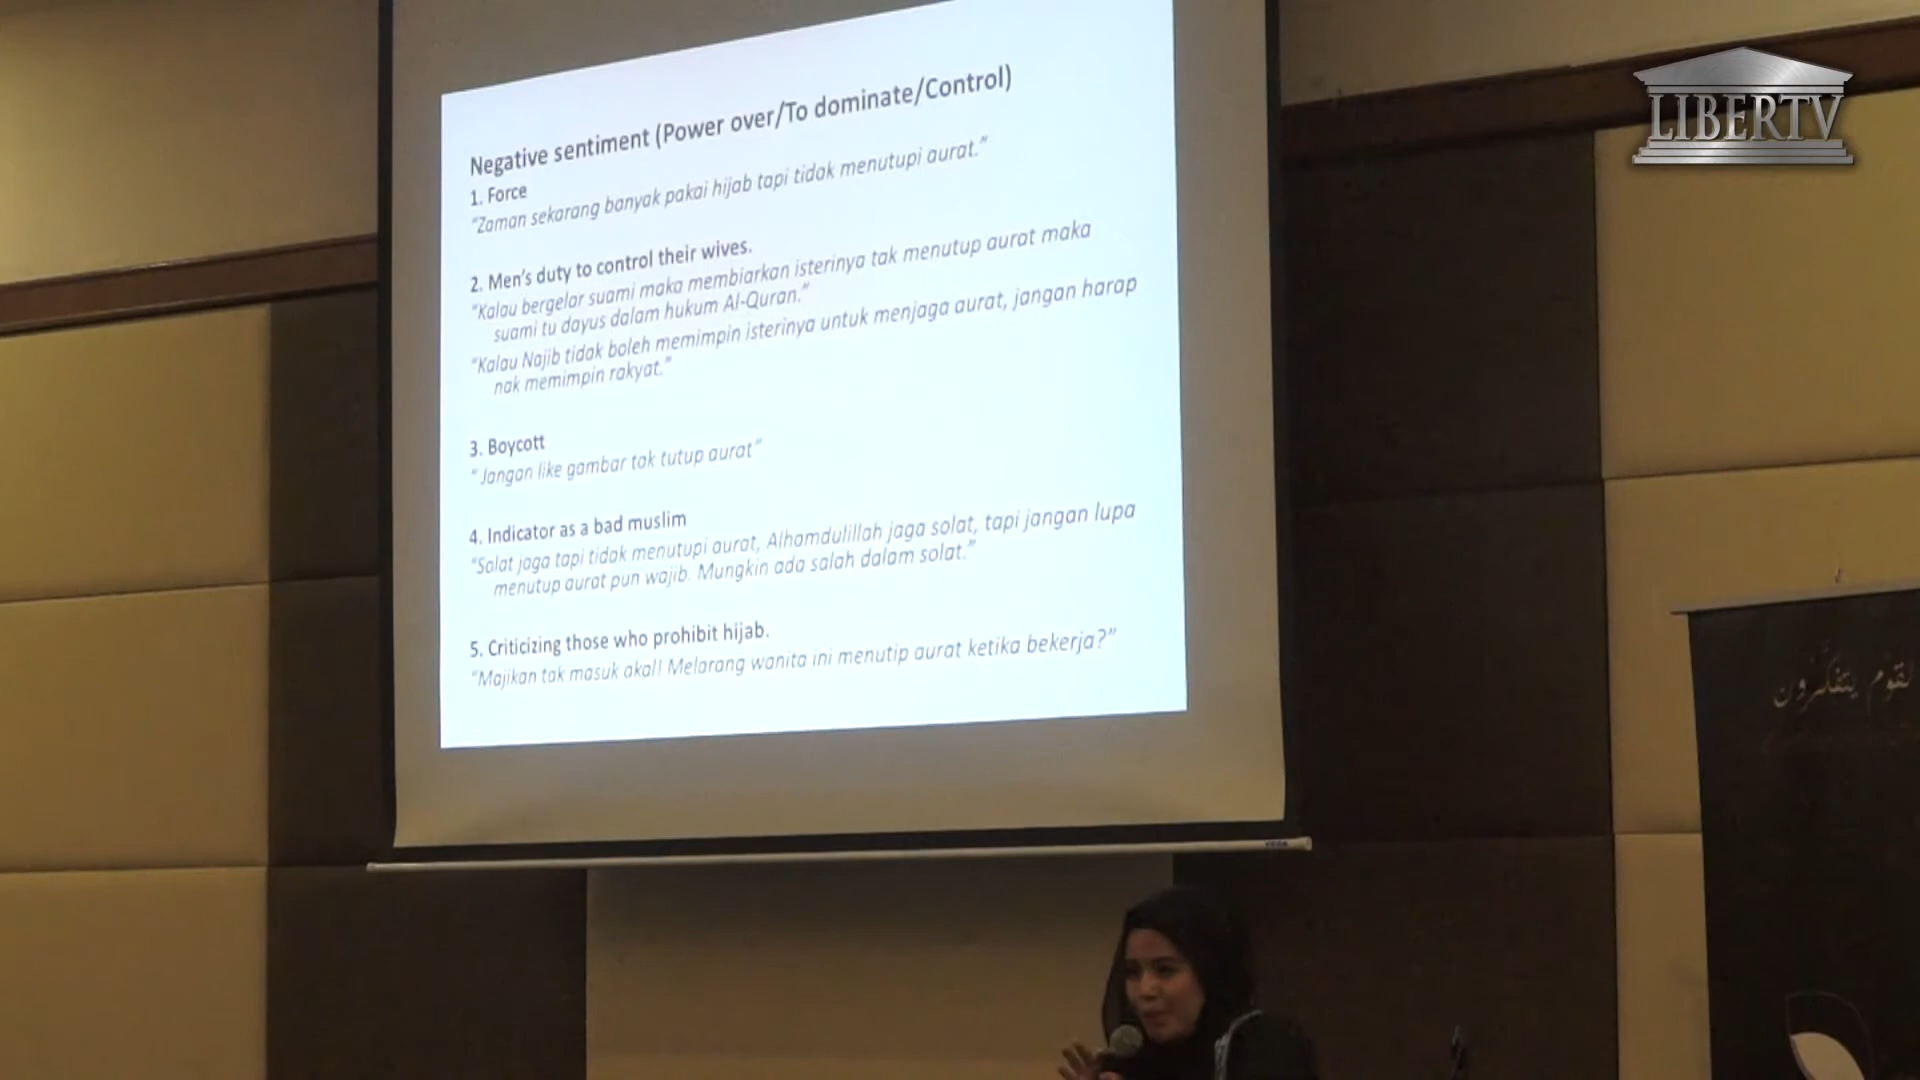 LIBERTV
Negative sentiment (Power over/To dominate/Control)
1. Force
"Zaman sekarang banyak pakai hijab tapi tidak menutupi aurat."
2. Men's duty to control their wives.
"Kalau bergelar suami maka membiarkan isterinya tak menutup aurat maka
suami tu dayus dalam hukum Al-Quran."
"Kalau Najib tidak boleh memimpin isterinya untuk menjaga aurat, jangan harap
nak memimpin rakyat."
3. Boycott
" Jangan like gambar tak tutup aurat"
4. Indicator as a bad muslim
"Solat jaga tapi tidak menutupi aurat, Alhamdulillah jaga solat, tapi jangan lupa
menutup aurat pun wajib. Mungkin ada salah dalam solat."
5. Criticizing those who prohibit hijab.
"Majikan tak masuk akal! Melarang wanita ini menutip aurat ketika bekerja?"
لقوم يتفكرون